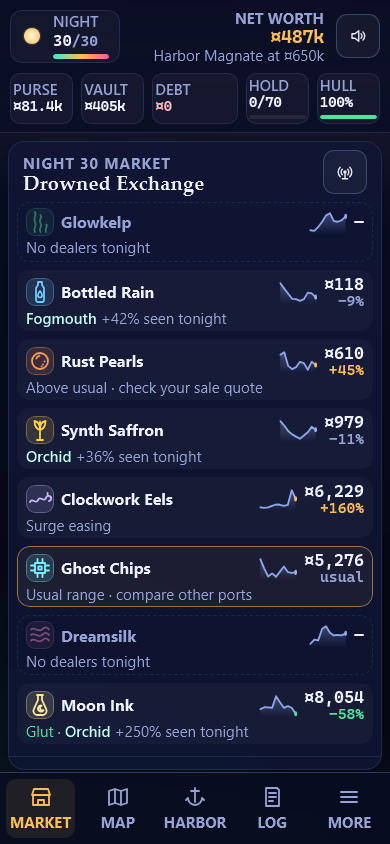 NIGHT
30/30
NET WORTH
¤487k
Harbor Magnate at ¤650k
PURSE
¤81.4k
VAULT
¤405k
DEBT
¤0
HOLD
0/70
HULL
100%
NIGHT 30 MARKET
Drowned Exchange
Glowkelp
–
No dealers tonight
Bottled Rain
¤118
−9%
Fogmouth +42% seen tonight
Rust Pearls
¤610
+45%
Above usual · check your sale quote
Synth Saffron
¤979
−11%
Orchid +36% seen tonight
Clockwork Eels
¤6,229
+160%
Surge easing
Ghost Chips
¤5,276
usual
Usual range · compare other ports
Dreamsilk
–
No dealers tonight
Moon Ink
¤8,054
−58%
Glut · Orchid +250% seen tonight
MARKET
MAP
HARBOR
LOG
MORE